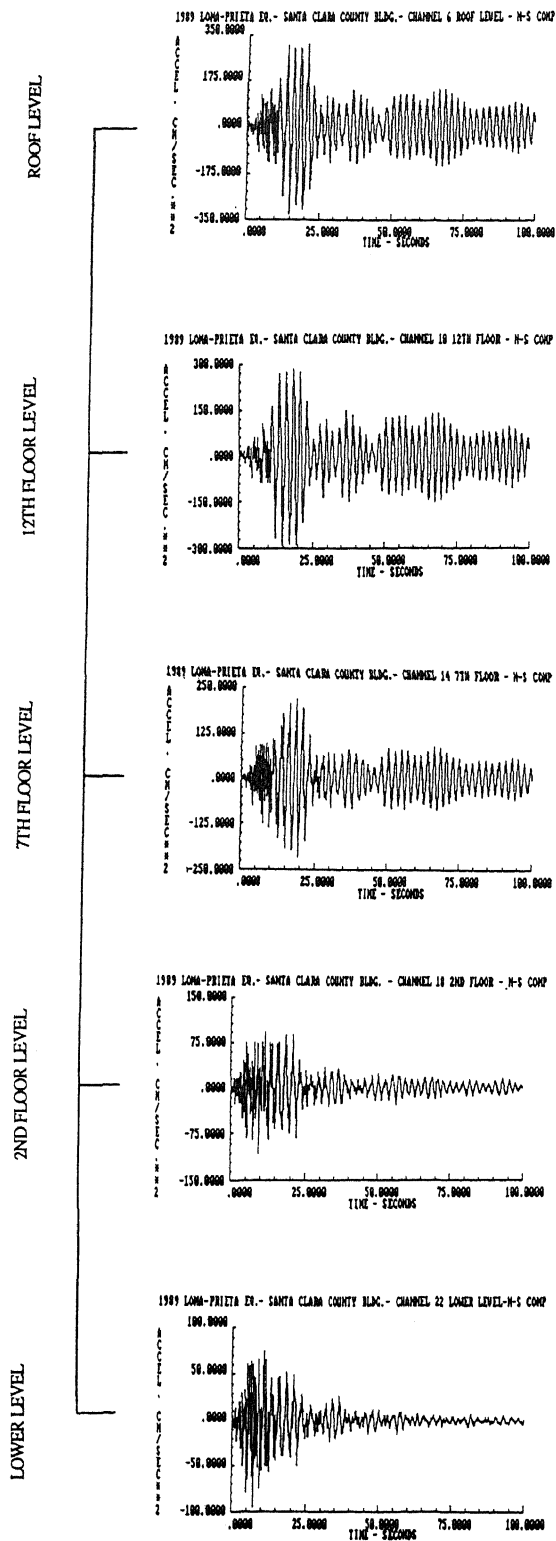 1989 LOMA-PRIETA EQ.- SANTA CLARA COUNTY BLDG.- CHANNEL 6 ROOF LEVEL - N-S COMP
350.0000
175.0000
.0000
-175.0000
-350.0000
.0000 25.0000 50.0000 75.0000 100.0000
TIME - SECONDS
ROOF LEVEL
1989 LOMA-PRIETA EQ.- SANTA CLARA COUNTY BLDG.- CHANNEL 10 12TH FLOOR - N-S COMP
300.0000
150.0000
.0000
-150.0000
-300.0000
.0000 25.0000 50.0000 75.0000 100.0000
TIME - SECONDS
12TH FLOOR LEVEL
1989 LOMA-PRIETA EQ.- SANTA CLARA COUNTY BLDG.- CHANNEL 14 7TH FLOOR - N-S COMP
250.0000
125.0000
.0000
-125.0000
-250.0000
.0000 25.0000 50.0000 75.0000 100.0000
TIME - SECONDS
7TH FLOOR LEVEL
1989 LOMA-PRIETA EQ.- SANTA CLARA COUNTY BLDG. - CHANNEL 18 2ND FLOOR - N-S COMP
150.0000
75.0000
.0000
-75.0000
-150.0000
.0000 25.0000 50.0000 75.0000 100.0000
TIME - SECONDS
2ND FLOOR LEVEL
1989 LOMA-PRIETA EQ.- SANTA CLARA COUNTY BLDG.- CHANNEL 22 LOWER LEVEL-N-S COMP
100.0000
50.0000
.0000
-50.0000
-100.0000
.0000 25.0000 50.0000 75.0000 100.0000
TIME - SECONDS
LOWER LEVEL